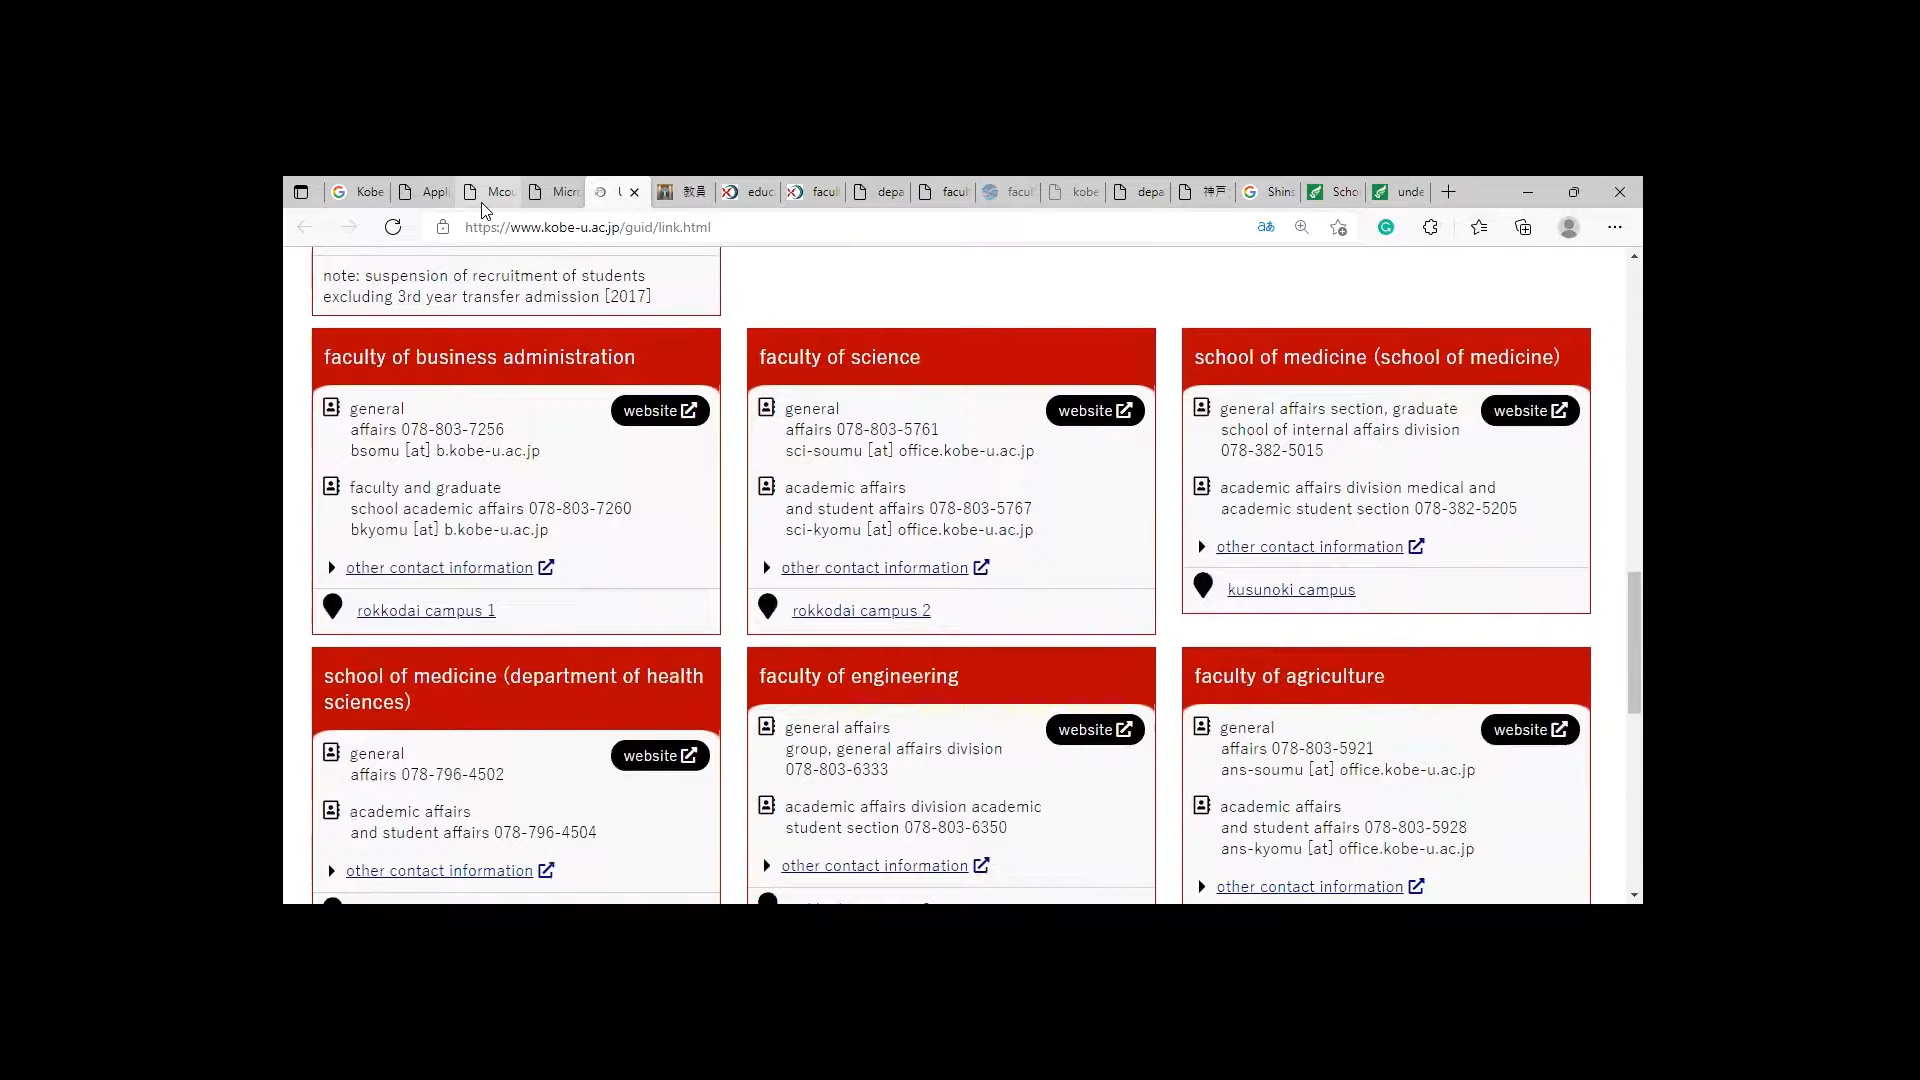 Kobe Appli Mcou Micro 教員 educ facul depa facul facul kobe depa 神戸 Shins Scho unde
https://www.kobe-u.ac.jp/guid/link.html
note: suspension of recruitment of students
excluding 3rd year transfer admission [2017]
faculty of business administration
website
general
affairs 078-803-7256
bsomu [at] b.kobe-u.ac.jp
faculty and graduate
school academic affairs 078-803-7260
bkyomu [at] b.kobe-u.ac.jp
other contact information
rokkodai campus 1
faculty of science
website
general
affairs 078-803-5761
sci-soumu [at] office.kobe-u.ac.jp
academic affairs
and student affairs 078-803-5767
sci-kyomu [at] office.kobe-u.ac.jp
other contact information
rokkodai campus 2
school of medicine (school of medicine)
website
general affairs section, graduate
school of internal affairs division
078-382-5015
academic affairs division medical and
academic student section 078-382-5205
other contact information
kusunoki campus
school of medicine (department of health
sciences)
website
general
affairs 078-796-4502
academic affairs
and student affairs 078-796-4504
other contact information
faculty of engineering
website
general affairs
group, general affairs division
078-803-6333
academic affairs division academic
student section 078-803-6350
other contact information
faculty of agriculture
website
general
affairs 078-803-5921
ans-soumu [at] office.kobe-u.ac.jp
academic affairs
and student affairs 078-803-5928
ans-kyomu [at] office.kobe-u.ac.jp
other contact information